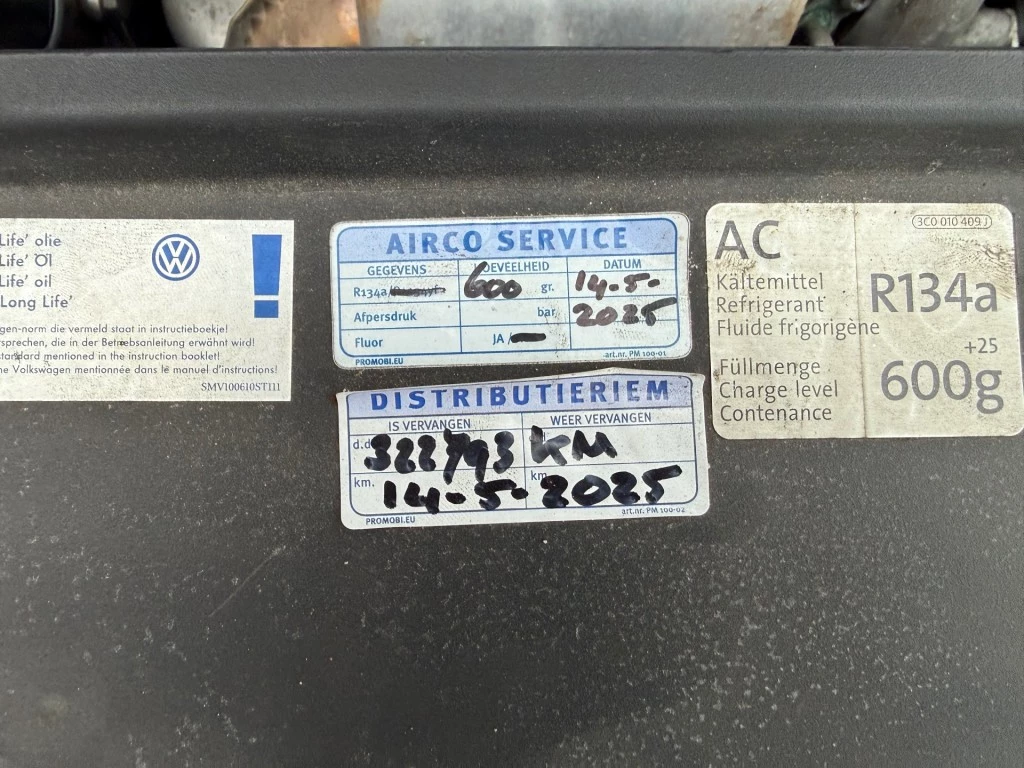 Life' olie
Life' Öl
Life' oil
Long Life'
gen-norm die vermeld staat in instructieboekje!
rsprechen, die in der Betriebsanleitung erwähnt wird!
standard mentioned in the instruction booklet!
ne Volkswagen mentionnée dans le manuel d'instructions!
SMV100610ST111
AIRCO SERVICE
GEGEVENS OEVEELHEID DATUM
R134a/ 600 gr. 14-5-
Afpersdruk bar 2025
Fluor JA/
PROMOBI.EU art.nr. PM 100-01
DISTRIBUTIERIEM
IS VERVANGEN WEER VERVANGEN
d.d. 322793 KM
km. 14-5-2025 km.
PROMOBI.EU art.nr. PM 100-02
3C0 010 409 J
AC
Kältemittel
Refrigerant R134a
Fluide frigorigène
+25
Füllmenge
Charge level 600g
Contenance